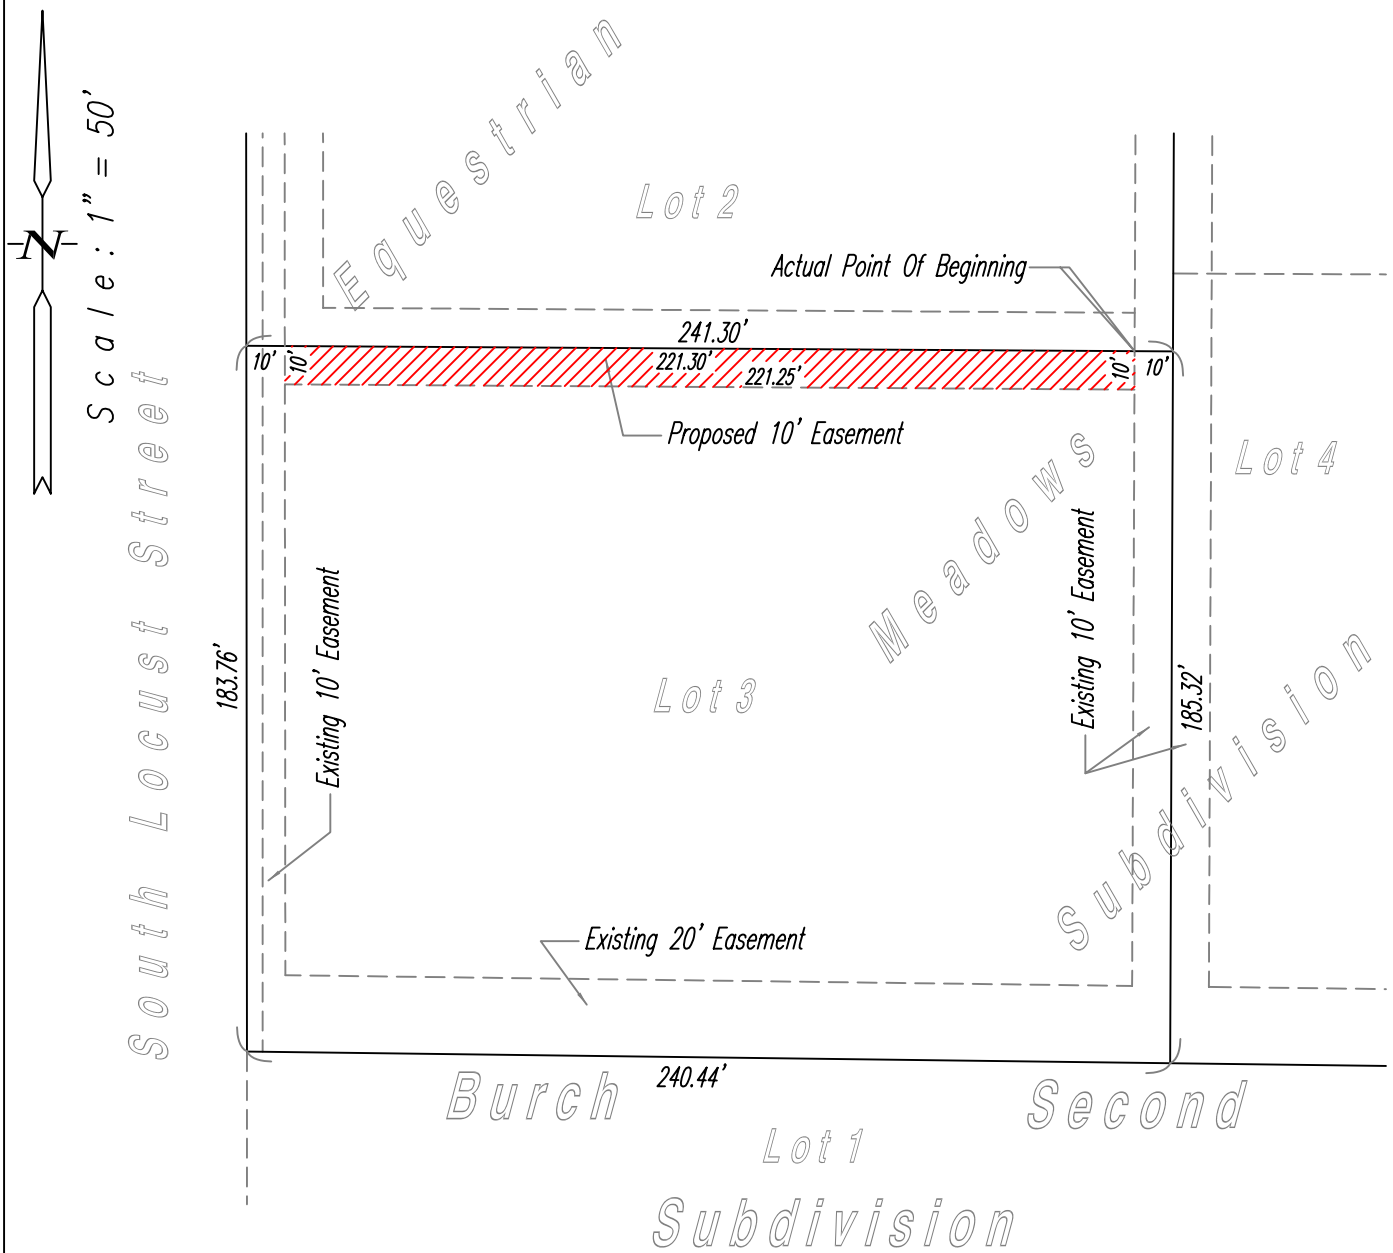 Scale: 1" = 50'
N
Equestrian
Lot 2
Actual Point Of Beginning
241.30'
10'
10'
221.30'
221.25'
10'
10'
Proposed 10' Easement
Meadows
Lot 4
South Locust Street
Existing 10' Easement
Existing 10' Easement
183.76'
Lot 3
185.32'
Subdivision
Existing 20' Easement
240.44'
Burch
Second
Lot 1
Subdivision